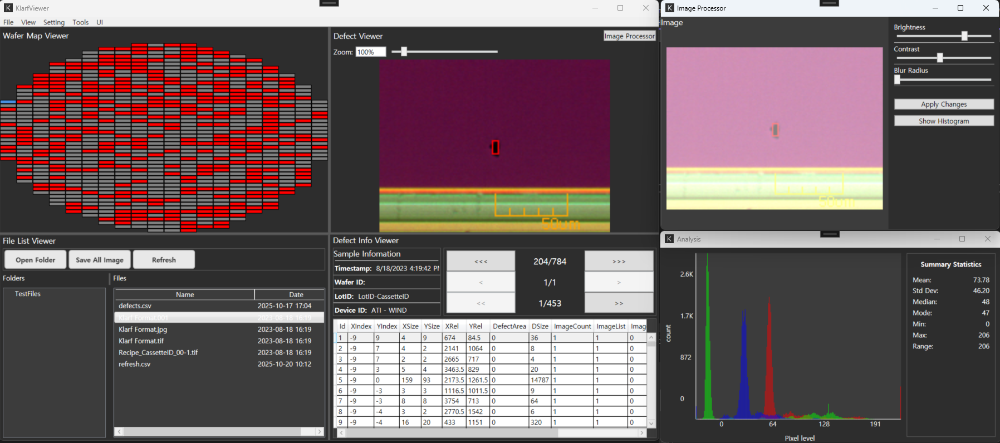 KlarfViewer
File View Setting Tools UI
Wafer Map Viewer
Defect Viewer
Image Processor
Zoom: 100%
50um
File List Viewer
Open Folder Save All Image Refresh
Folders
TestFiles
Files
Name Date
defects.csv 2025-10-17 17:04
Klarf Format.001 2023-08-18 16:19
Klarf Format.jpg 2023-08-18 16:19
Klarf Format.tif 2023-08-18 16:19
Recipe_CassetteID_00-1.tif 2023-08-18 16:19
refresh.csv 2025-10-20 10:12
Defect Info Viewer
Sample Infomation
Timestamp: 8/18/2023 4:19:42 PM
Wafer ID:
LotID: LotID-CassetteID
Device ID: ATI - WIND
<<< 204/784 >>>
< 1/1 >
<< 1/453 >>
Id XIndex YIndex XSize YSize XRel YRel DefectArea DSize ImageCount ImageList Imag
1 -9 9 4 9 674 84.5 0 36 1 1 0
2 -9 7 4 2 2141 1064 0 8 1 1 0
3 -9 7 2 2 2665 717 0 4 1 1 0
4 -9 3 5 4 3463.5 829 0 20 1 1 0
5 -9 0 159 93 2173.5 1261.5 0 14787 1 1 0
6 -9 -3 3 3 1116.5 1011.5 0 9 1 1 0
7 -9 -3 8 8 3754 713 0 64 1 1 0
8 -9 -4 3 2 2770.5 1542 0 6 1 1 0
9 -9 -4 16 20 433 1151 0 320 1 1 0
K Image Processor
Image
50um
Brightness
Contrast
Blur Radius
Apply Changes
Show Histogram
K Analysis
2.6K
1.7K
872
0
count
0 64 128 191
Pixel level
Summary Statistics
Mean: 73.78
Std Dev: 46.20
Median: 48
Mode: 47
Min: 0
Max: 206
Range: 206